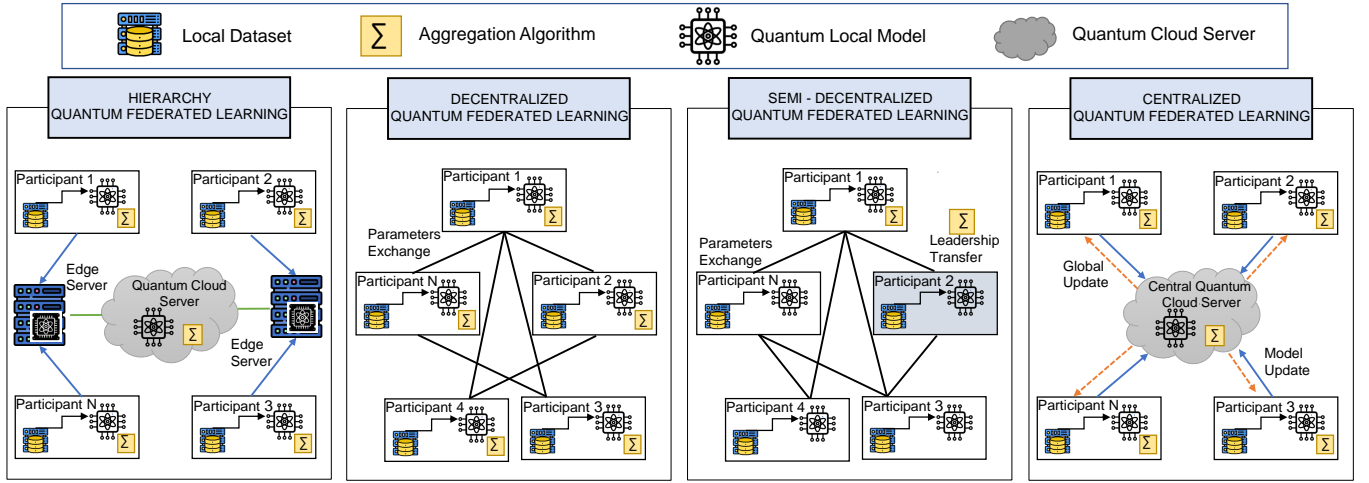 Local Dataset
Σ
Aggregation Algorithm
Quantum Local Model
Quantum Cloud Server
HIERARCHY
QUANTUM FEDERATED LEARNING
Participant 1
Σ
Participant 2
Σ
Edge
Server
Quantum Cloud
Server
Σ
Edge
Server
Participant N
Σ
Participant 3
Σ
DECENTRALIZED
QUANTUM FEDERATED LEARNING
Participant 1
Σ
Parameters
Exchange
Participant N
Σ
Participant 2
Σ
Participant 4
Σ
Participant 3
Σ
SEMI - DECENTRALIZED
QUANTUM FEDERATED LEARNING
Participant 1
Σ
Leadership
Transfer
Parameters
Exchange
Participant N
Participant 2
Participant 4
Participant 3
CENTRALIZED
QUANTUM FEDERATED LEARNING
Participant 1
Σ
Participant 2
Σ
Global
Update
Central Quantum
Cloud Server
Σ
Model
Update
Participant N
Σ
Participant 3
Σ